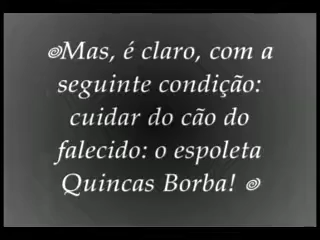 Mas, é claro, com a
seguinte condição:
cuidar do cão do
falecido: o espoleta
Quincas Borba!